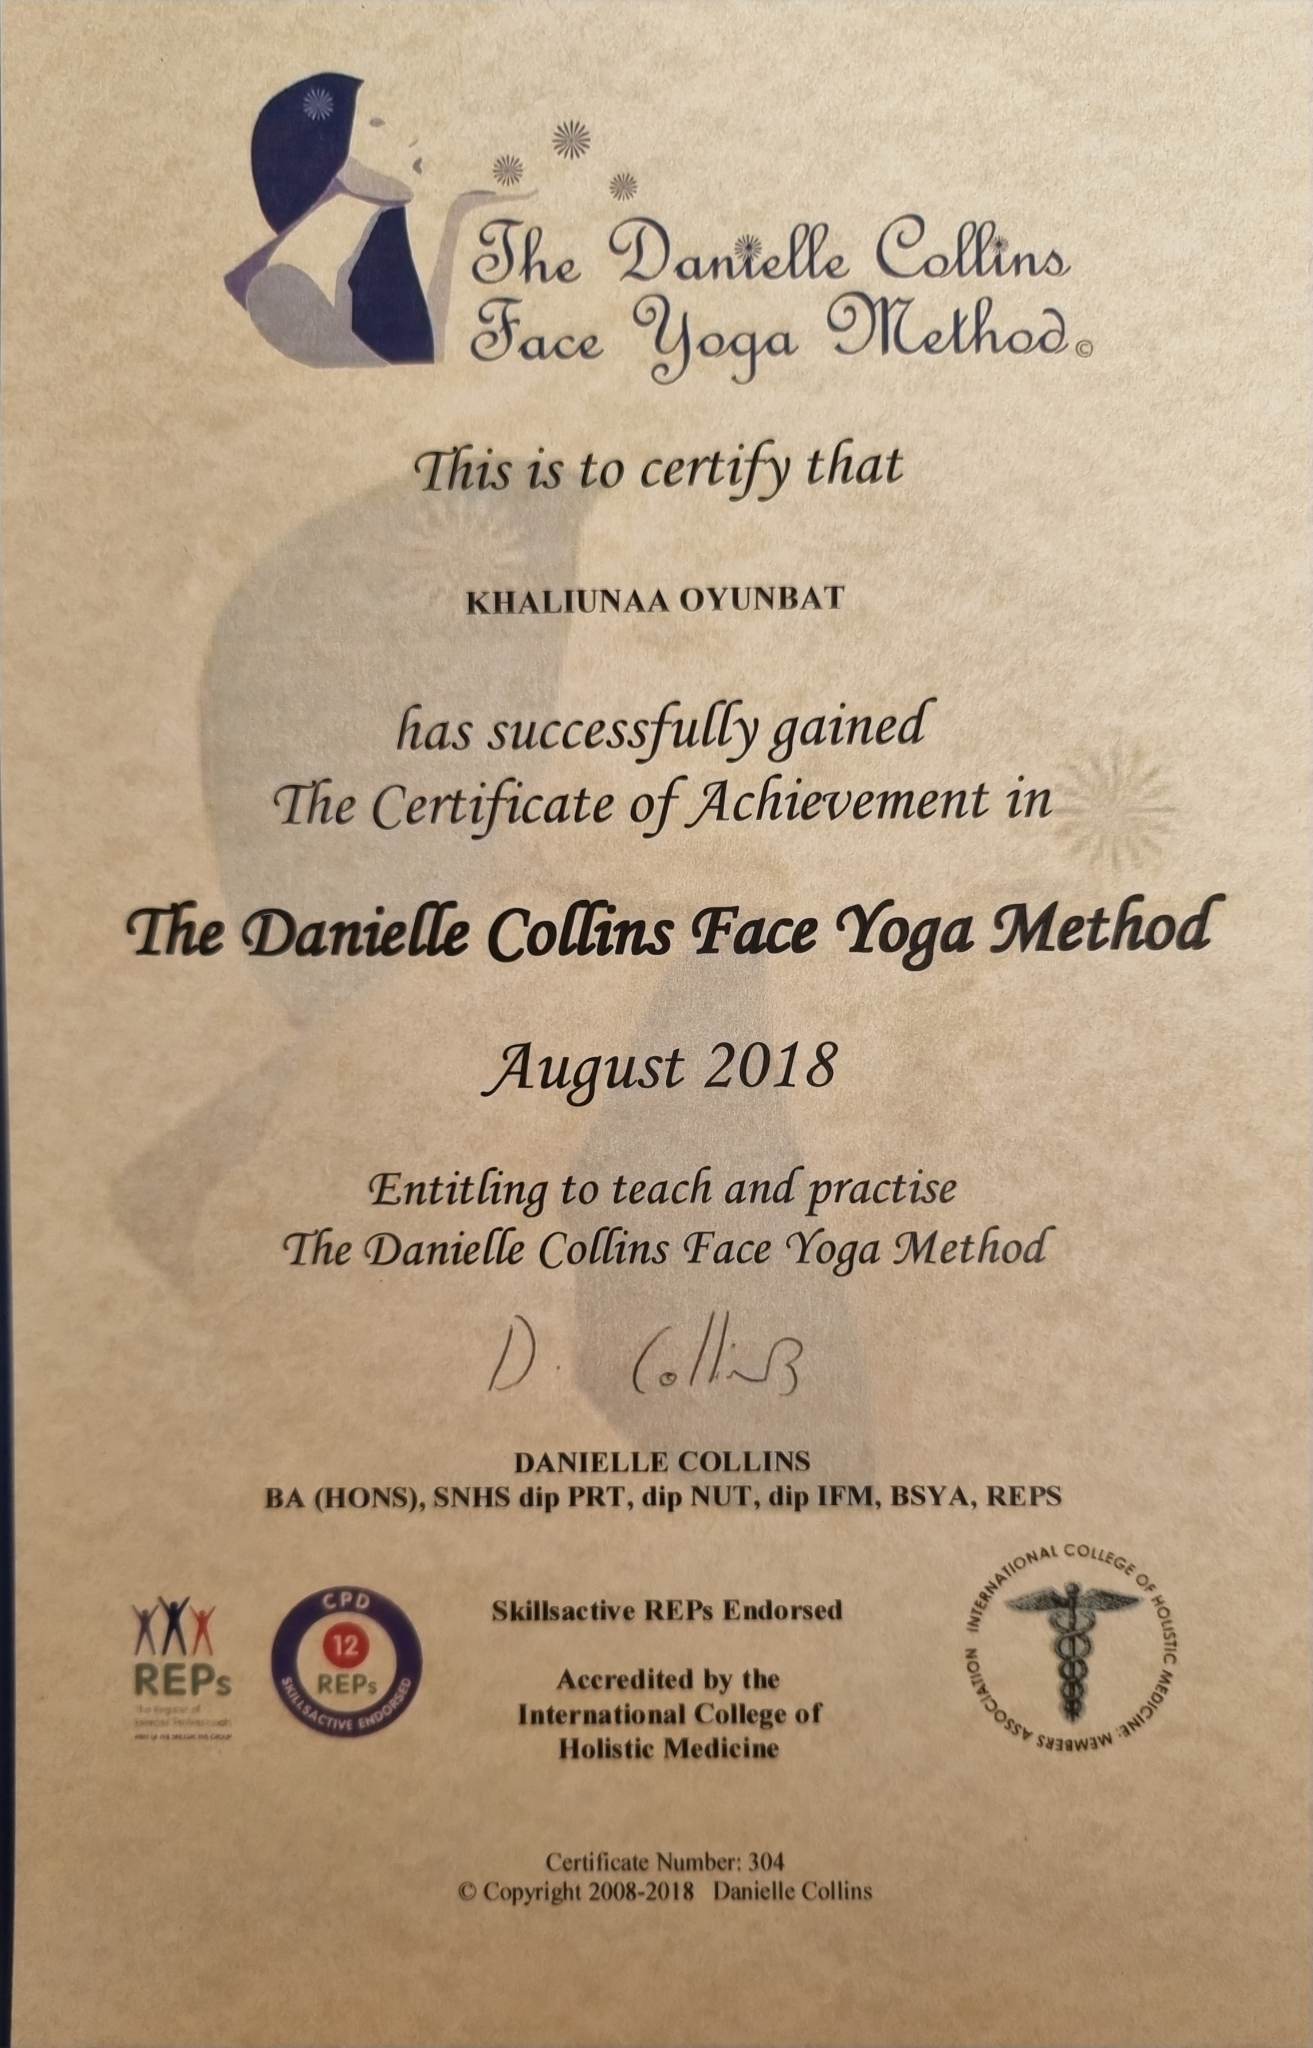 The Danielle Collins
Face Yoga Method©
This is to certify that
KHALIUNAA OYUNBAT
has successfully gained
The Certificate of Achievement in
The Danielle Collins Face Yoga Method
August 2018
Entitling to teach and practise
The Danielle Collins Face Yoga Method
D. Collins
DANIELLE COLLINS
BA (HONS), SNHS dip PRT, dip NUT, dip IFM, BSYA, REPS
REPs
CPD
12
REPs
SKILLSACTIVE ENDORSED
Skillsactive REPs Endorsed
Accredited by the
International College of
Holistic Medicine
INTERNATIONAL COLLEGE OF HOLISTIC MEDICINE: MEMBERS ASSOCIATION
Certificate Number: 304
© Copyright 2008-2018 Danielle Collins